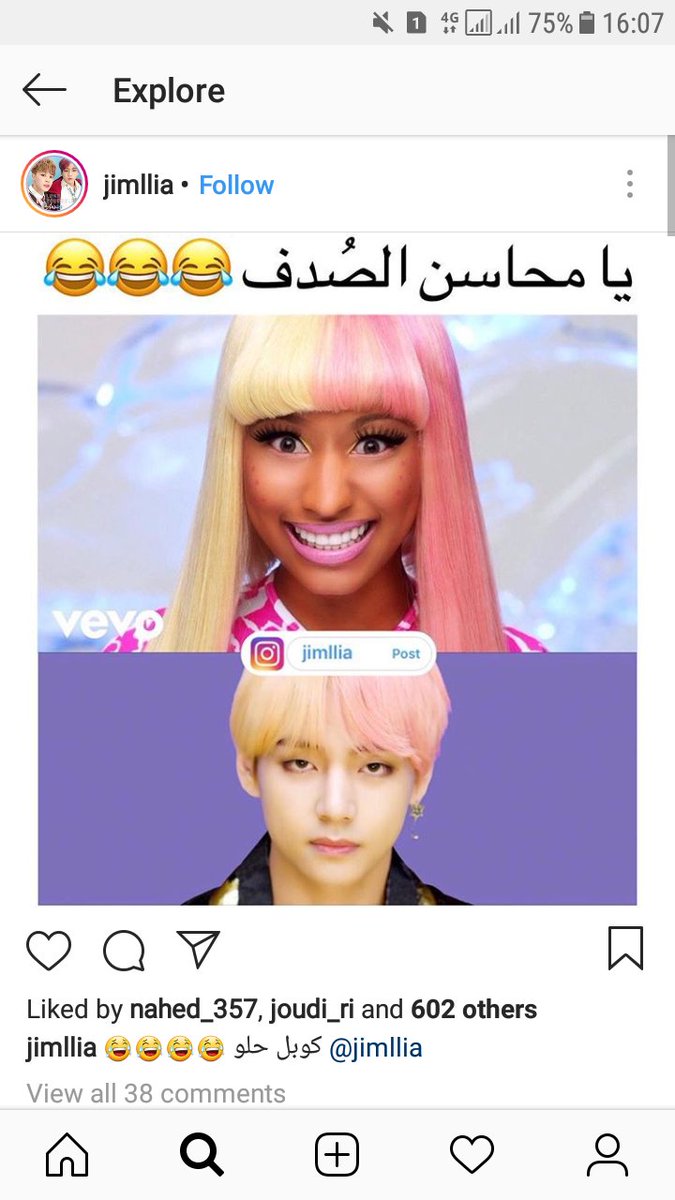 1 4G 75% 16:07
Explore
jimllia • Follow
يا محاسن الصُدف 😂😂😂
vevo
jimllia Post
Liked by nahed_357, joudi_ri and 602 others
jimllia 😂😂😂😂 كوبل حلو @jimllia
View all 38 comments